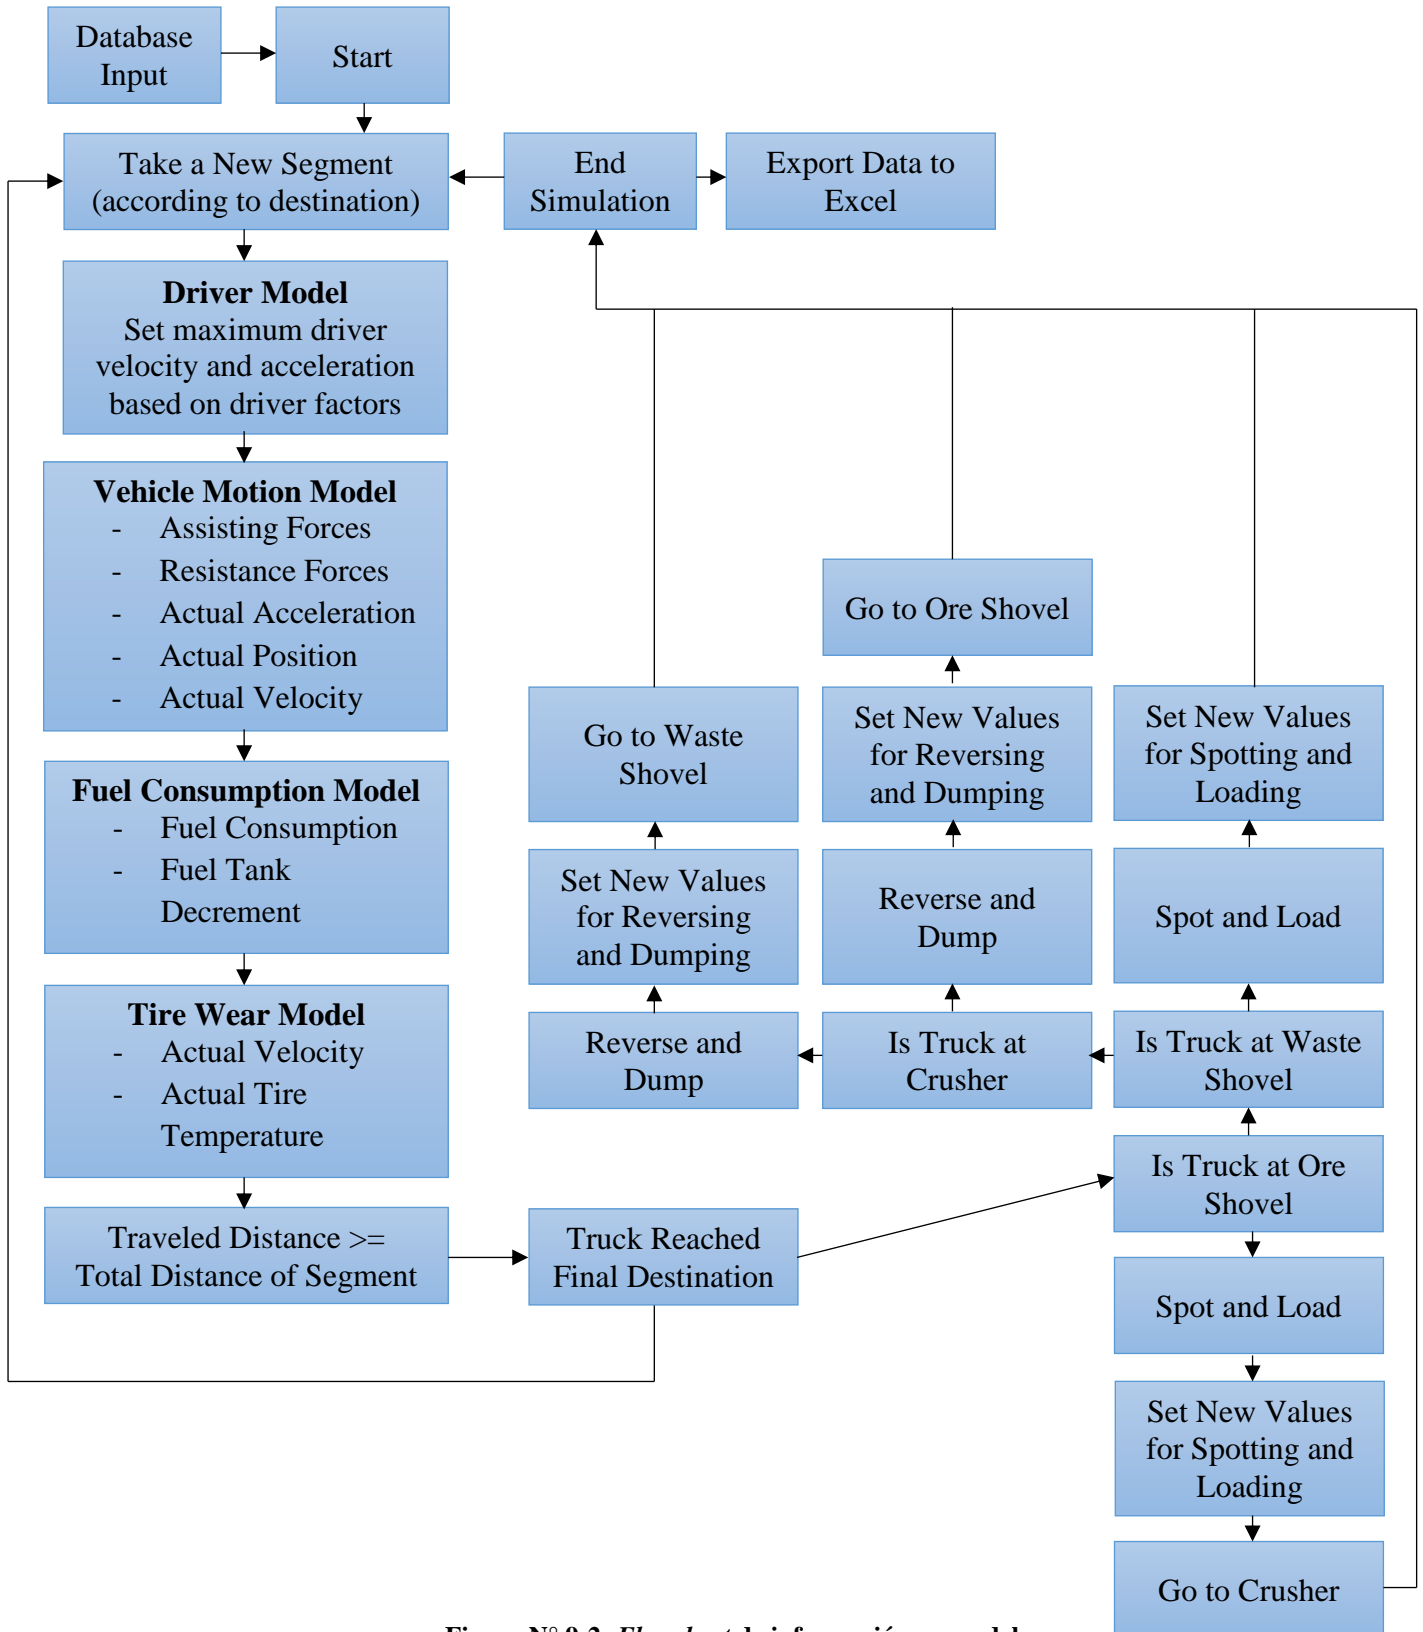 Database
Input
Start
Take a New Segment
(according to destination)
End
Simulation
Export Data to
Excel
Driver Model
Set maximum driver
velocity and acceleration
based on driver factors
Vehicle Motion Model
- Assisting Forces
- Resistance Forces
- Actual Acceleration
- Actual Position
- Actual Velocity
Fuel Consumption Model
- Fuel Consumption
- Fuel Tank
Decrement
Tire Wear Model
- Actual Velocity
- Actual Tire
Temperature
Traveled Distance >=
Total Distance of Segment
Truck Reached
Final Destination
Go to Waste
Shovel
Set New Values
for Reversing
and Dumping
Reverse and
Dump
Go to Ore Shovel
Set New Values
for Reversing
and Dumping
Reverse and
Dump
Is Truck at
Crusher
Set New Values
for Spotting and
Loading
Spot and Load
Is Truck at Waste
Shovel
Is Truck at Ore
Shovel
Spot and Load
Set New Values
for Spotting and
Loading
Go to Crusher